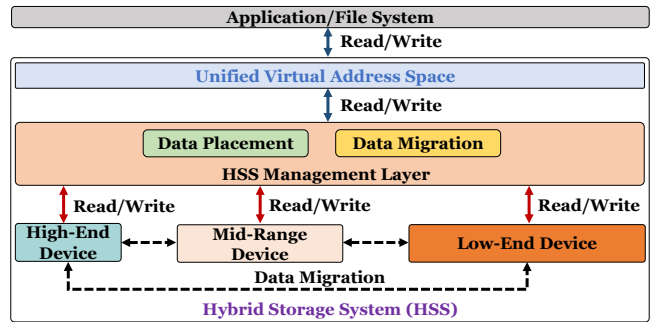 Application/File System
Read/Write
Unified Virtual Address Space
Read/Write
Data Placement
Data Migration
HSS Management Layer
Read/Write
Read/Write
Read/Write
High-End
Device
Mid-Range
Device
Low-End Device
Data Migration
Hybrid Storage System (HSS)